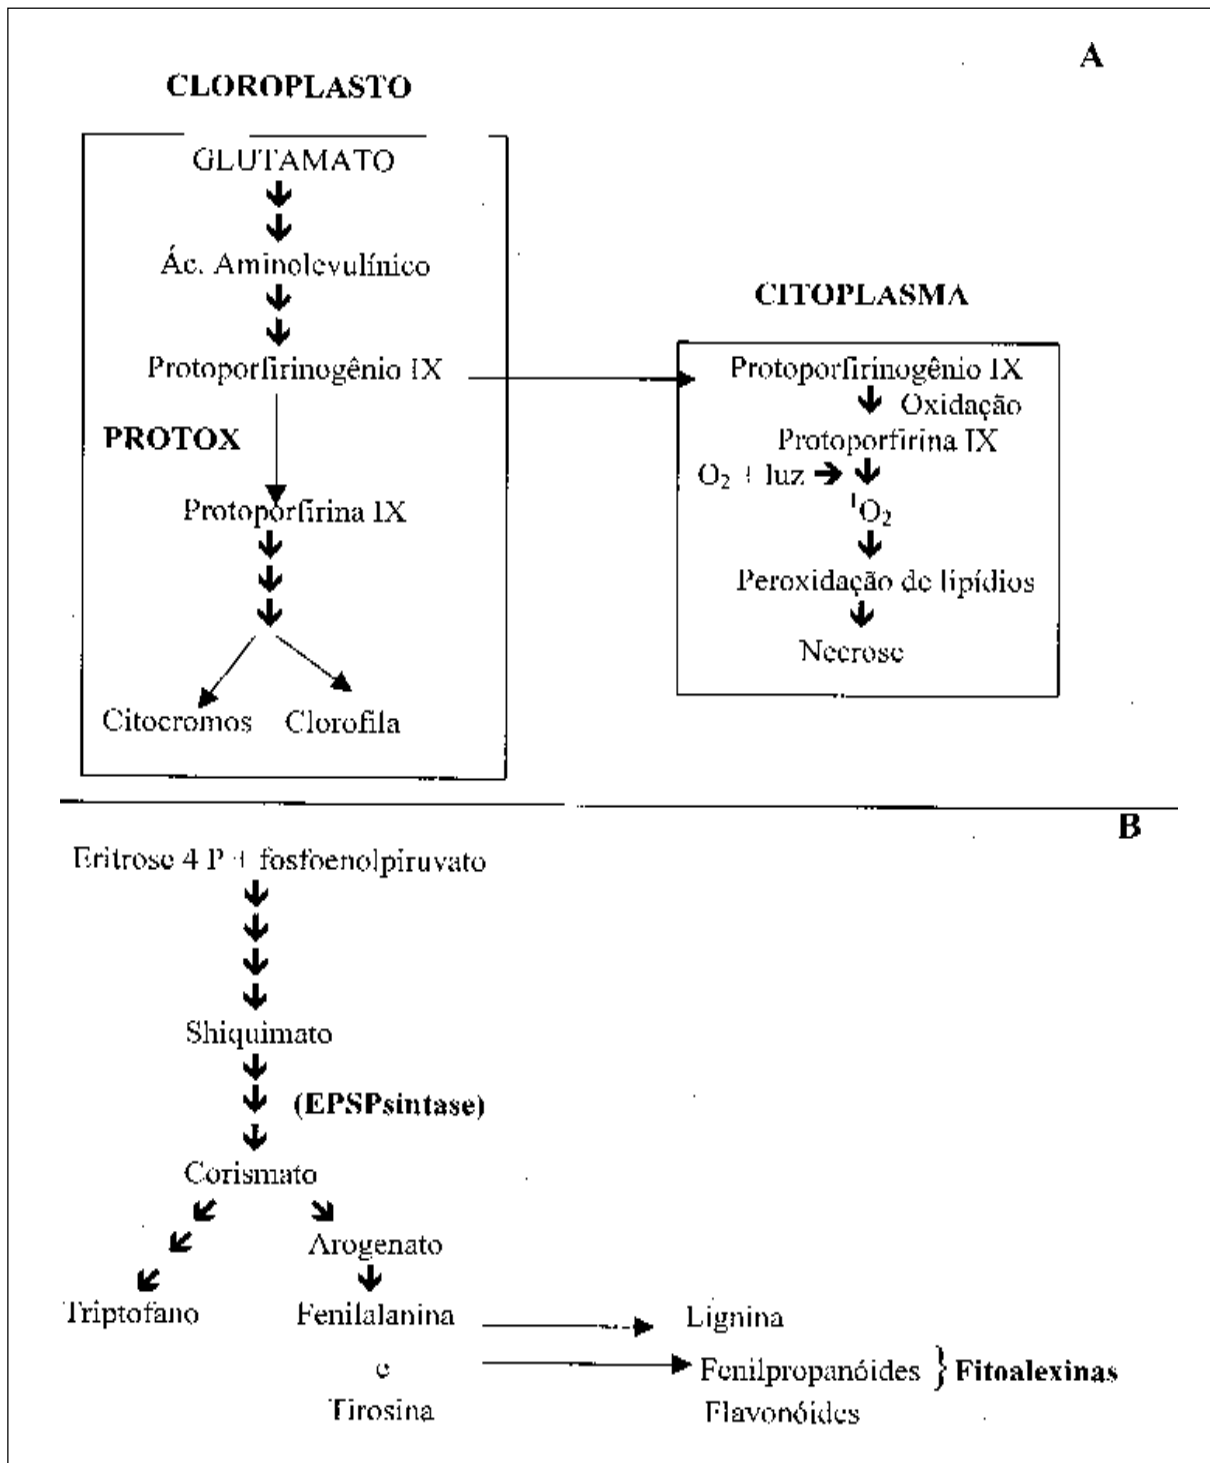 A
CLOROPLASTO
GLUTAMATO
Ác. Aminolevulínico
Protoporfirinogênio IX
PROTOX
Protoporfirina IX
Citocromos Clorofila
CITOPLASMA
Protoporfirinogênio IX
Oxidação
Protoporfirina IX
O₂ + luz
¹O₂
Peroxidação de lipídios
Necrose
B
Eritrose 4 P + fosfoenolpiruvato
Shiquimato
(EPSPsintase)
Corismato
Arogenato
Triptofano Fenilalanina Lignina
e Fenilpropanóides } Fitoalexinas
Tirosina Flavonóides